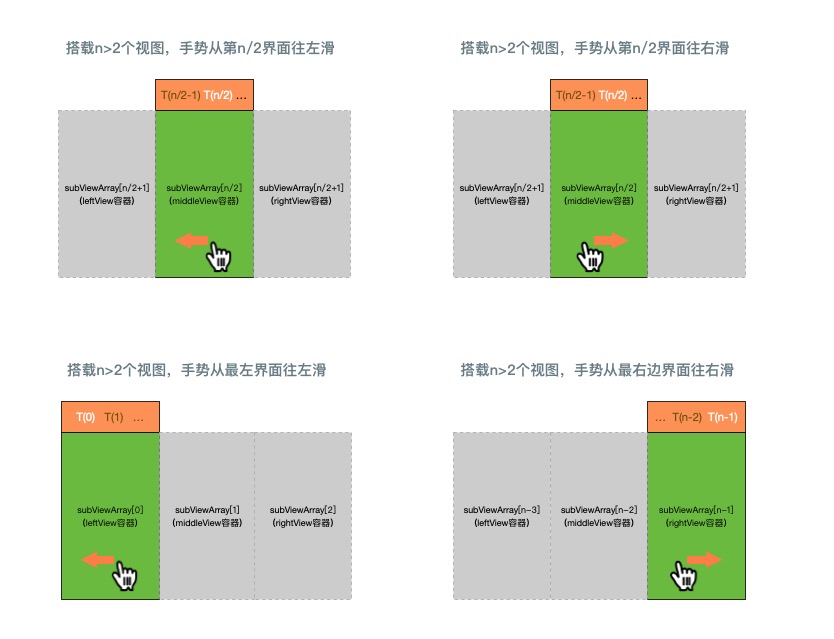 搭载n>2个视图，手势从第n/2界面往左滑
T(n/2-1) T(n/2) ...
subViewArray[n/2+1]
(leftView容器)
subViewArray[n/2]
(middleView容器)
subViewArray[n/2+1]
(rightView容器)
搭载n>2个视图，手势从第n/2界面往右滑
T(n/2-1) T(n/2) ...
subViewArray[n/2+1]
(leftView容器)
subViewArray[n/2]
(middleView容器)
subViewArray[n/2+1]
(rightView容器)
搭载n>2个视图，手势从最左界面往左滑
T(0) T(1) ...
subViewArray[0]
(leftView容器)
subViewArray[1]
(middleView容器)
subViewArray[2]
(rightView容器)
搭载n>2个视图，手势从最右边界面往右滑
... T(n-2) T(n-1)
subViewArray[n-3]
(leftView容器)
subViewArray[n-2]
(middleView容器)
subViewArray[n-1]
(rightView容器)